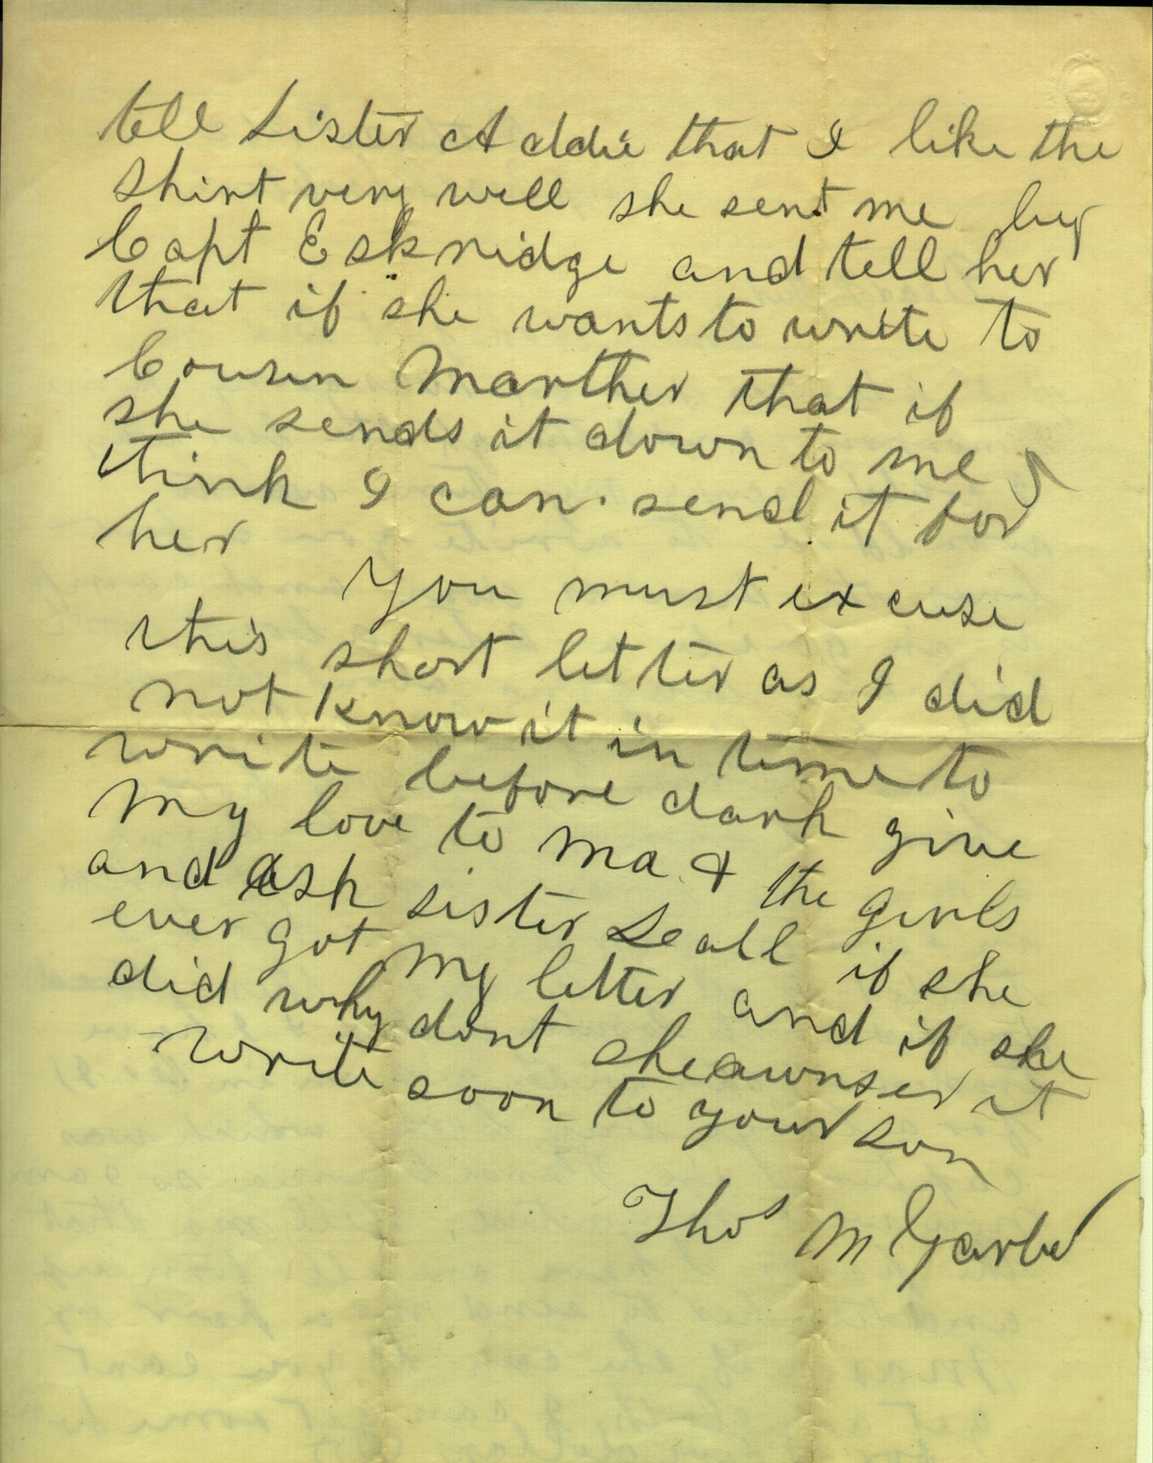 tell Sister Addie that I like the
shirt very well she sent me by
Capt Eskridge and tell her
that if she wants to write to
Cousin Marther that if
she sends it down to me I
think I can send it for
her You must excuse
this short letter as I did
not know it in time to
write before dark give
my love to ma & the girls
and ask sister Seall if she
ever got my letter and if she
did why dont she awnser it
write soon to your son
Thos M Garber